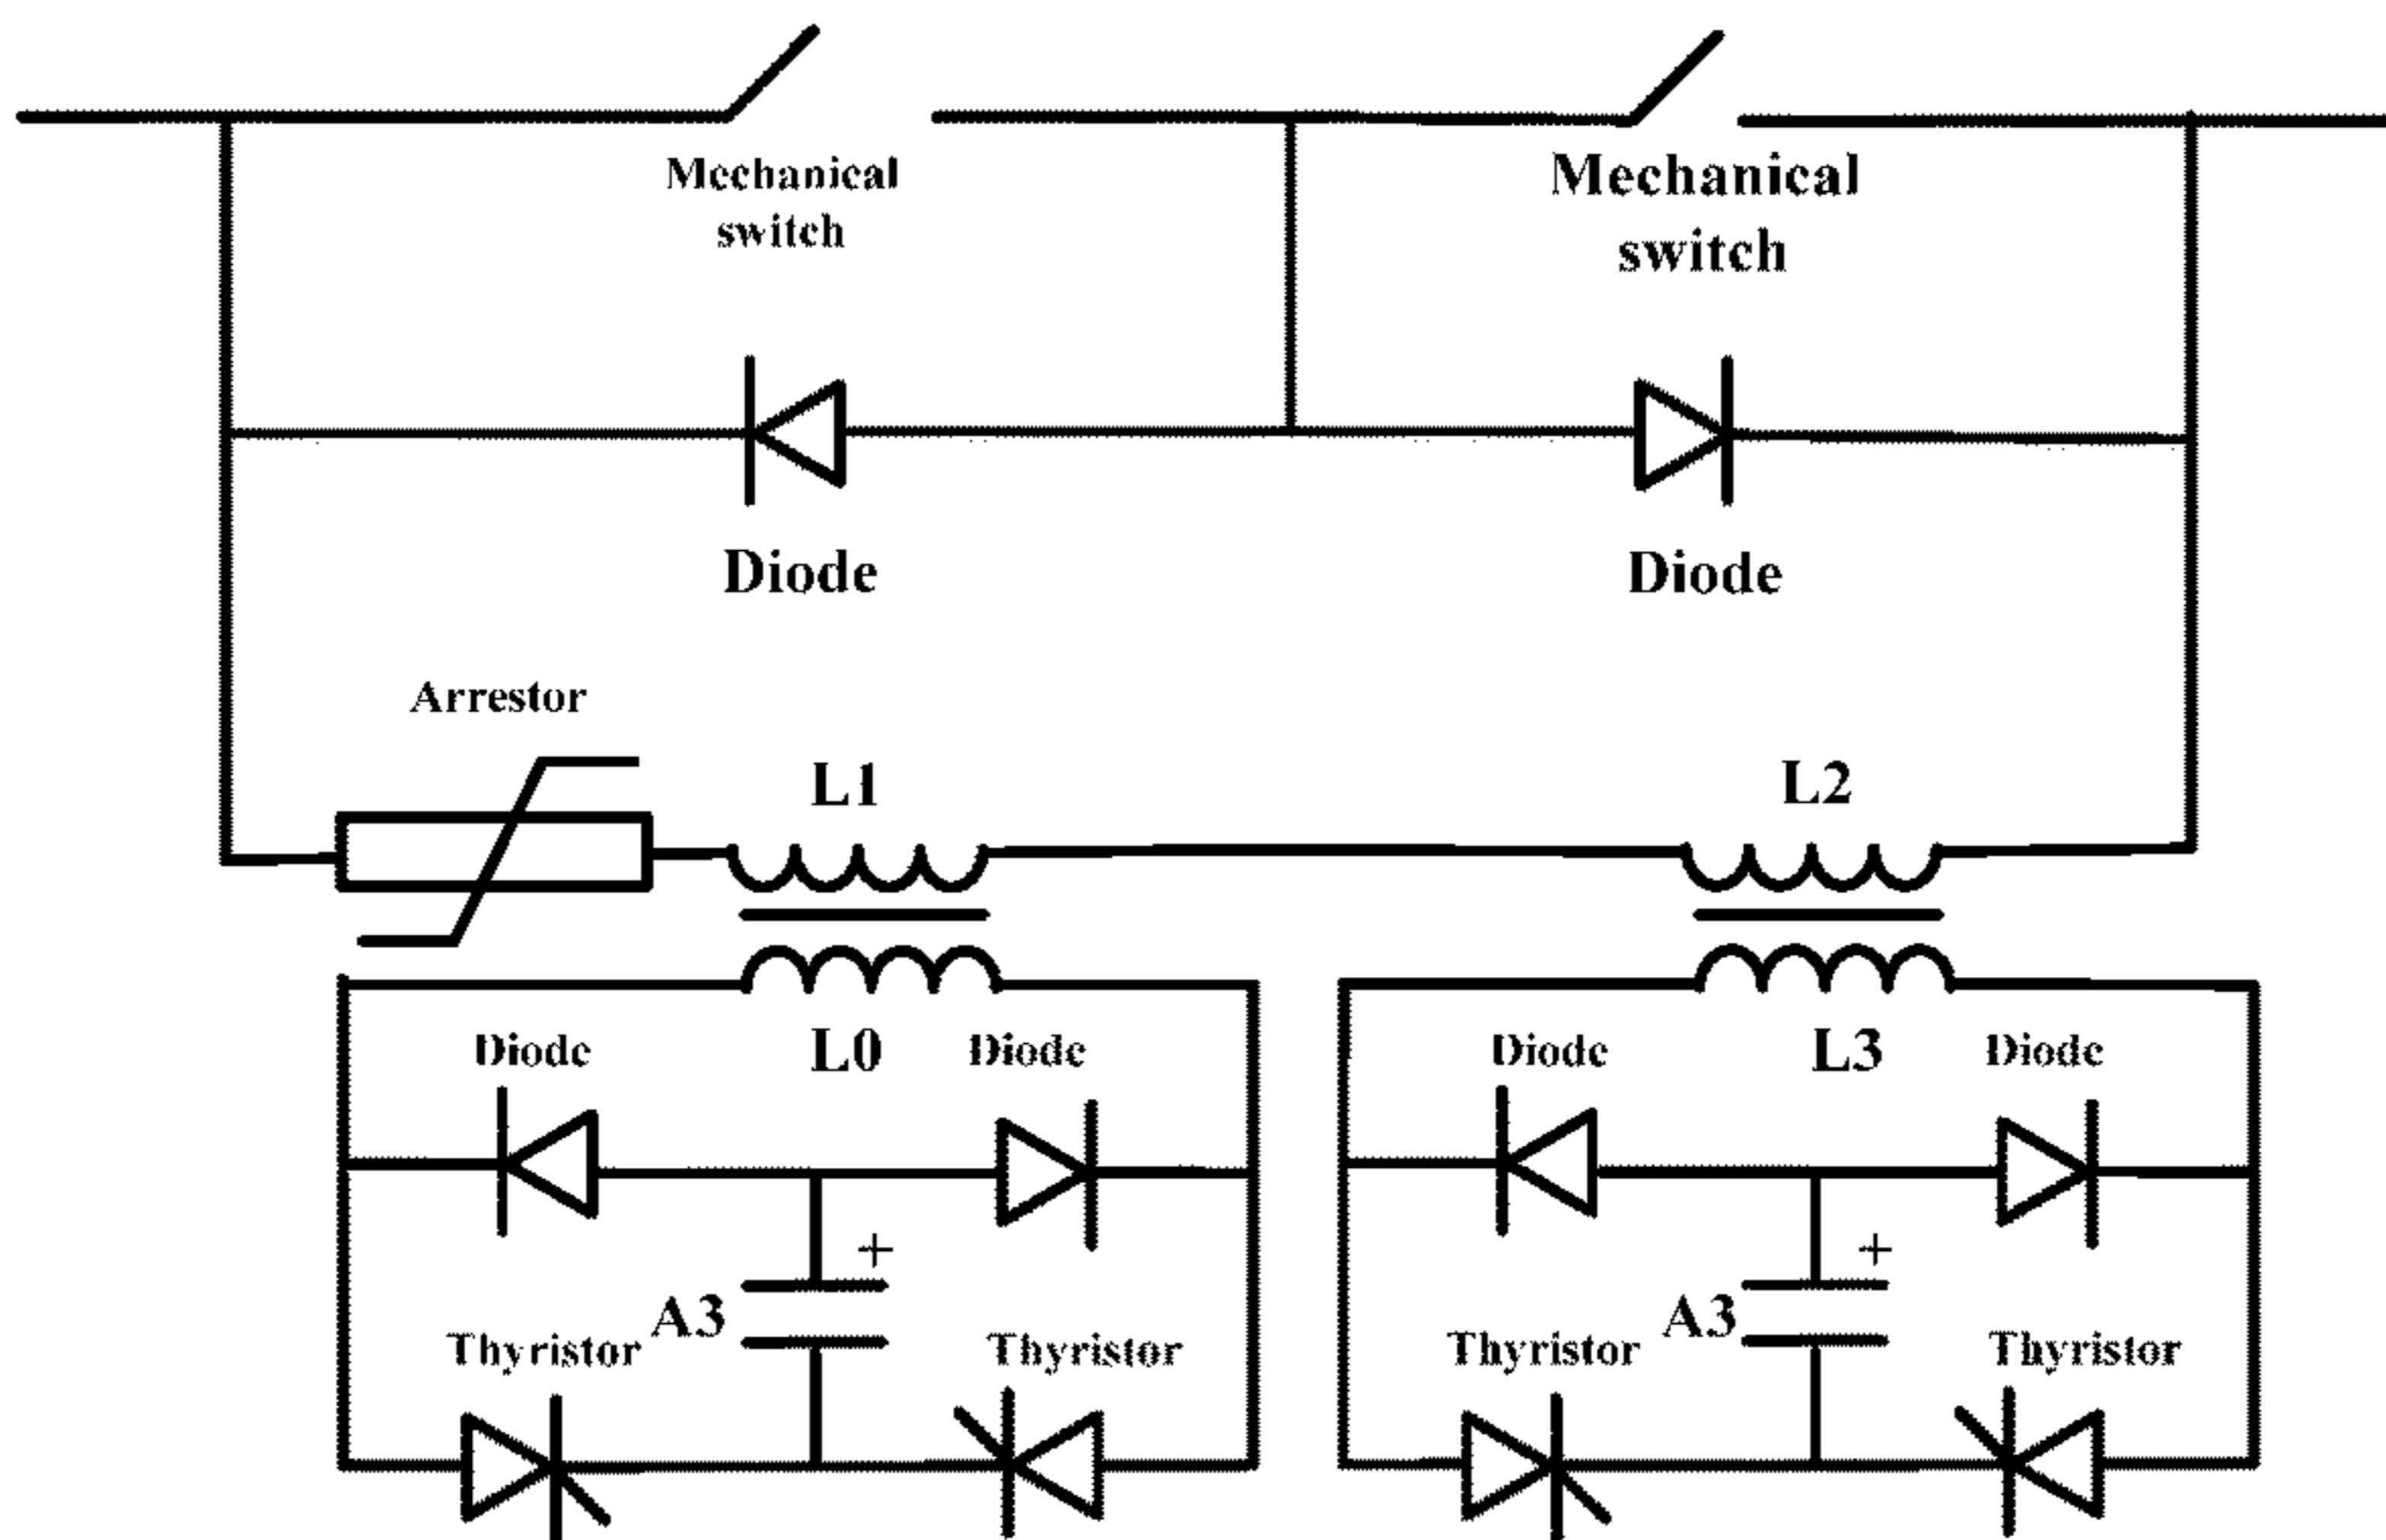 Mechanical
switch
Mechanical
switch
Diode
Diode
Arrestor
L1
L2
Diode
L0
Diode
Diode
L3
Diode
+
+
A3
A3
Thyristor
Thyristor
Thyristor
Thyristor